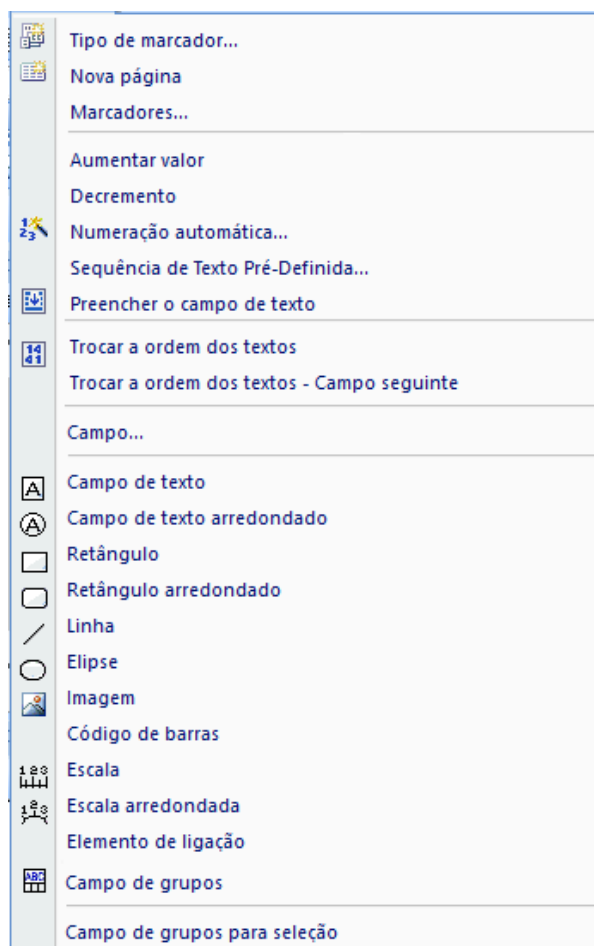 Tipo de marcador...
Nova página
Marcadores...
Aumentar valor
Decremento
Numeração automática...
Sequência de Texto Pré-Definida...
Preencher o campo de texto
Trocar a ordem dos textos
Trocar a ordem dos textos - Campo seguinte
Campo...
Campo de texto
Campo de texto arredondado
Retângulo
Retângulo arredondado
Linha
Elipse
Imagem
Código de barras
Escala
Escala arredondada
Elemento de ligação
Campo de grupos
Campo de grupos para seleção